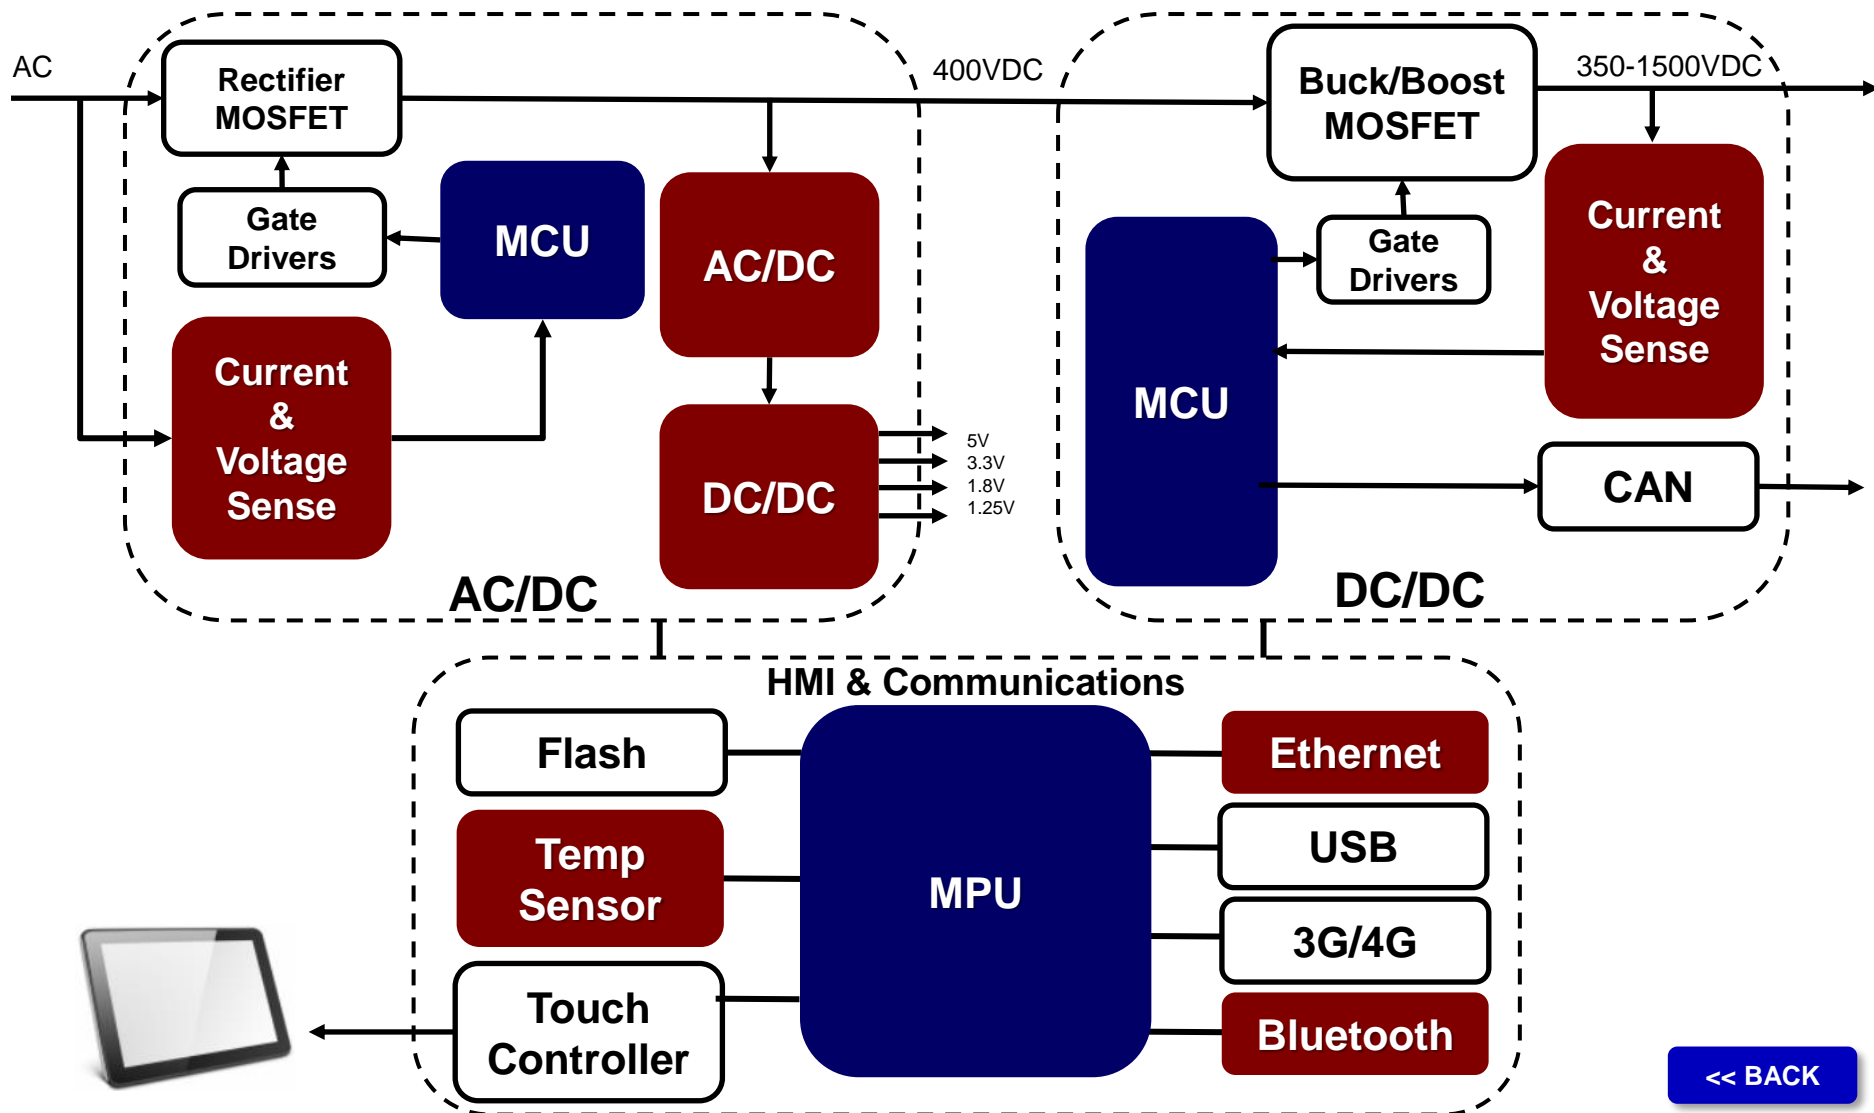 AC
Rectifier
MOSFET
400VDC
Buck/Boost
MOSFET
350-1500VDC
Gate
Drivers
MCU
AC/DC
Current
&
Voltage
Sense
DC/DC
5V
3.3V
1.8V
1.25V
AC/DC
MCU
Gate
Drivers
Current
&
Voltage
Sense
CAN
DC/DC
HMI & Communications
Flash
Temp
Sensor
Touch
Controller
MPU
Ethernet
USB
3G/4G
Bluetooth
<< BACK